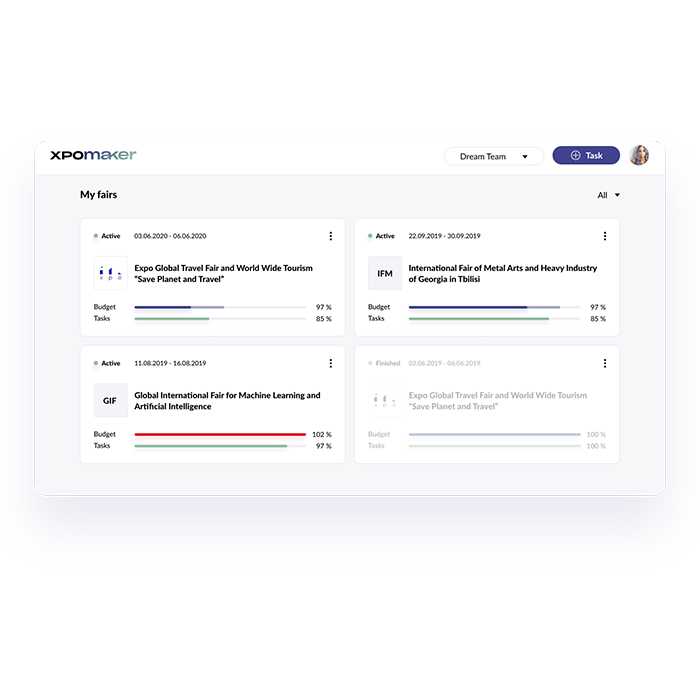 xpomaker
Dream Team
Task
My fairs
All
Active 03.06.2020 - 06.06.2020
Expo Global Travel Fair and World Wide Tourism
"Save Planet and Travel"
Budget 97 %
Tasks 85 %
Active 22.09.2019 - 30.09.2019
IFM
International Fair of Metal Arts and Heavy Industry
of Georgia in Tbilisi
Budget 97 %
Tasks 85 %
Active 11.08.2019 - 16.08.2019
GIF
Global International Fair for Machine Learning and
Artificial Intelligence
Budget 102 %
Tasks 97 %
Finished 03.06.2019 - 06.06.2019
Expo Global Travel Fair and World Wide Tourism
"Save Planet and Travel"
Budget 100 %
Tasks 100 %